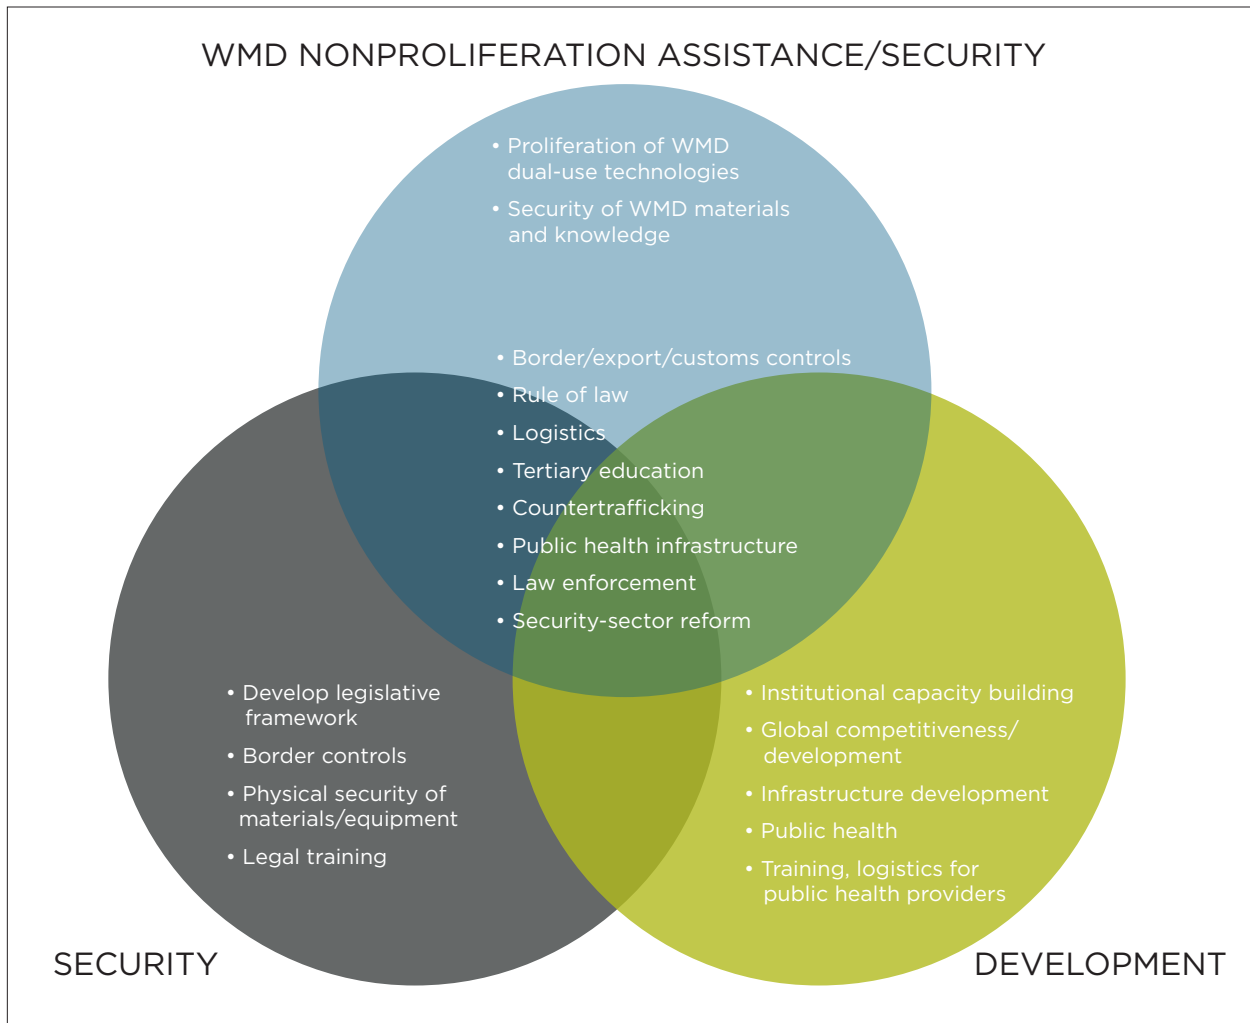 WMD NONPROLIFERATION ASSISTANCE/SECURITY
• Proliferation of WMD
dual-use technologies
• Security of WMD materials
and knowledge
• Border/export/customs controls
• Rule of law
• Logistics
• Tertiary education
• Countertrafficking
• Public health infrastructure
• Law enforcement
• Security-sector reform
• Develop legislative
framework
• Border controls
• Physical security of
materials/equipment
• Legal training
• Institutional capacity building
• Global competitiveness/
development
• Infrastructure development
• Public health
• Training, logistics for
public health providers
SECURITY
DEVELOPMENT